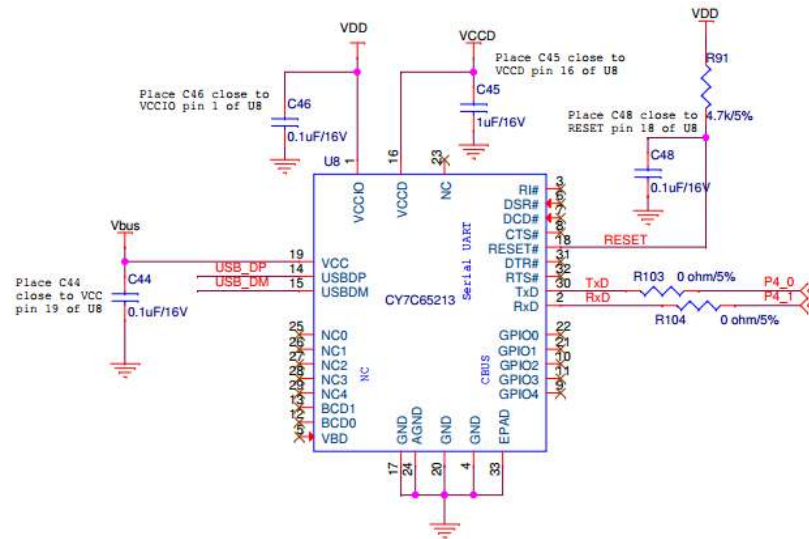 VDD
VCCD
VDD
Place C46 close to
VCCIO pin 1 of U8
C46
0.1uF/16V
Place C45 close to
VCCD pin 16 of U8
C45
1uF/16V
R91
4.7k/5%
Place C48 close to
RESET pin 18 of U8
C48
0.1uF/16V
U8
1
16
23
VCCIO
VCCD
NC
Vbus
Place C44
close to VCC
pin 19 of U8
C44
0.1uF/16V
USB_DP
USB_DM
19 VCC
14 USBDP
15 USBDM
25 NC0
26 NC1
27 NC2
28 NC3
29 NC4
13 BCD1
12 BCD0
5 VBD
NC
CY7C65213
Serial UART
CBUS
RI# 3
DSR# 6
DCD# 7
CTS# 8
RESET# 18 RESET
DTR# 31
RTS# 32
TxD 30 TxD
RxD 2 RxD
R103 0 ohm/5% P4_0
R104 0 ohm/5% P4_1
GPIO0 22
GPIO1 21
GPIO2 10
GPIO3 11
GPIO4 9
GND
AGND
GND
GND
EPAD
17
24
20
4
33